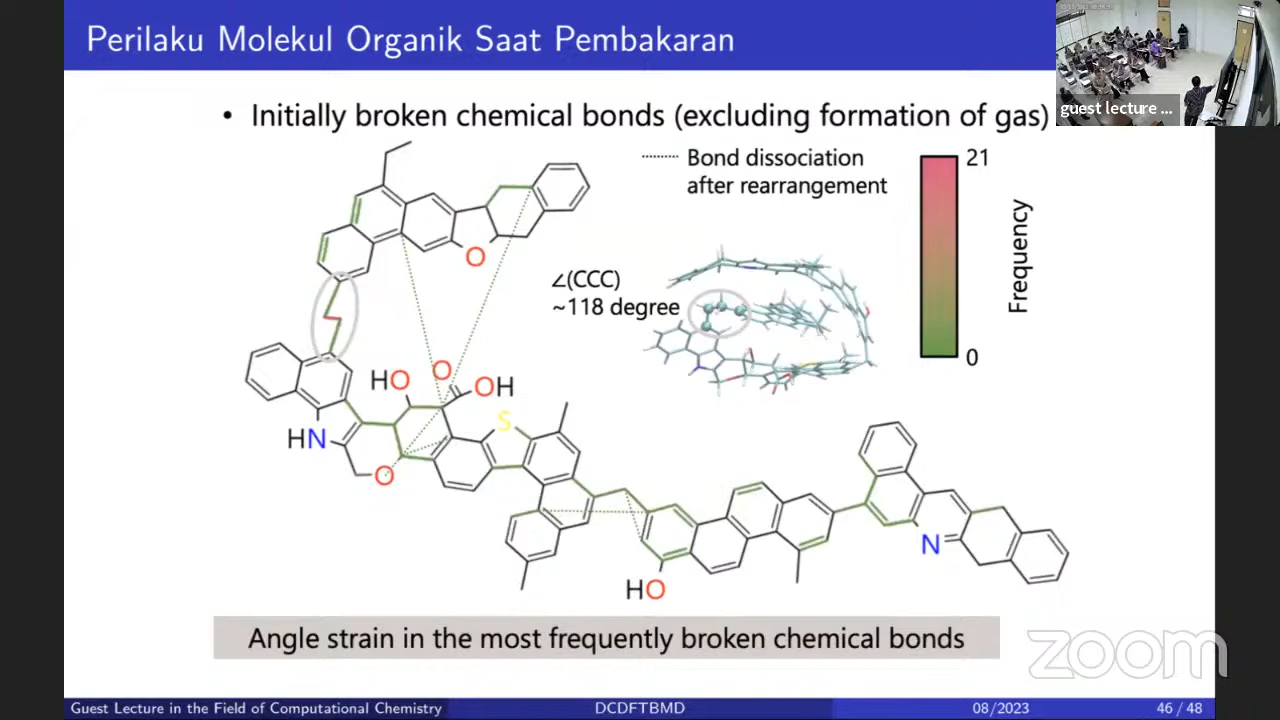 Perilaku Molekul Organik Saat Pembakaran
guest lecture ...
• Initially broken chemical bonds (excluding formation of gas)
Bond dissociation
after rearrangement
21
Frequency
0
∠(CCC)
~118 degree
O
HO
O
OH
S
HN
O
N
HO
Angle strain in the most frequently broken chemical bonds
zoom
Guest Lecture in the Field of Computational Chemistry
DCDFTBMD
08/2023
46 / 48